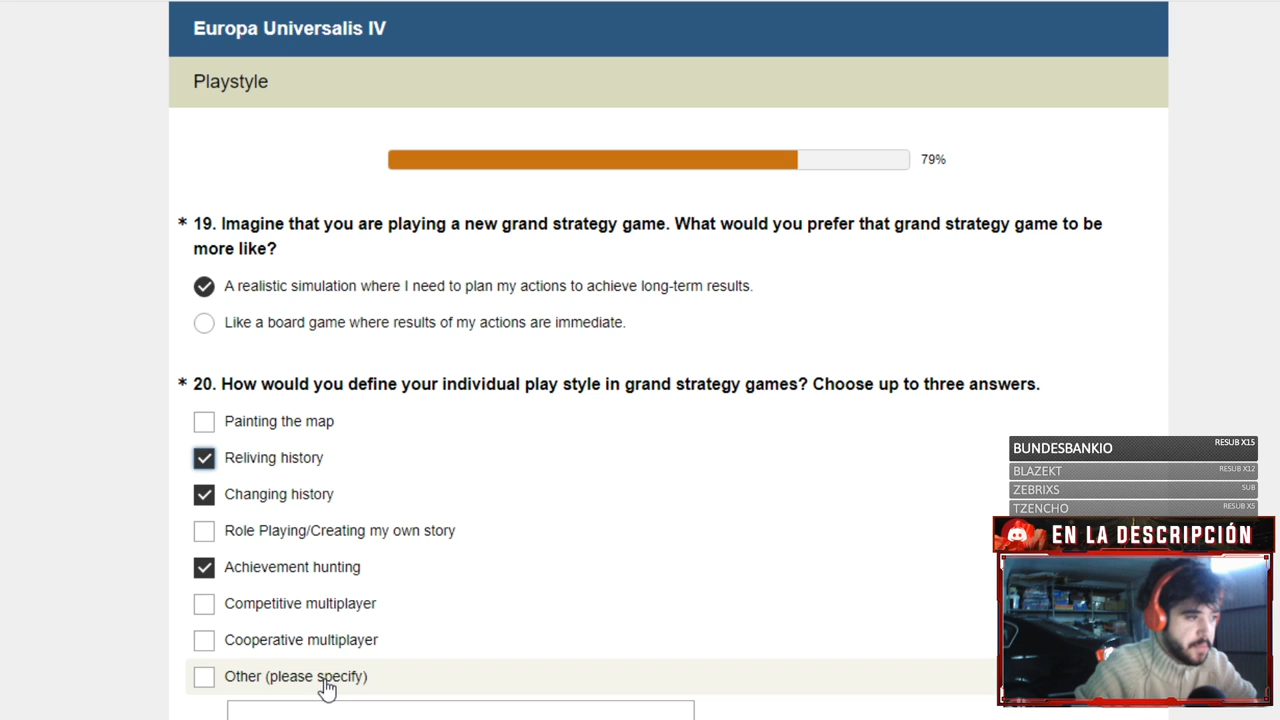 Europa Universalis IV
Playstyle
79%
* 19. Imagine that you are playing a new grand strategy game. What would you prefer that grand strategy game to be
more like?
A realistic simulation where I need to plan my actions to achieve long-term results.
Like a board game where results of my actions are immediate.
* 20. How would you define your individual play style in grand strategy games? Choose up to three answers.
Painting the map
Reliving history
Changing history
Role Playing/Creating my own story
Achievement hunting
Competitive multiplayer
Cooperative multiplayer
Other (please specify)
BUNDESBANKIO RESUB X15
BLAZEKT RESUB X12
ZEBRIXS SUB
TZENCHO RESUB X5
EN LA DESCRIPCIÓN